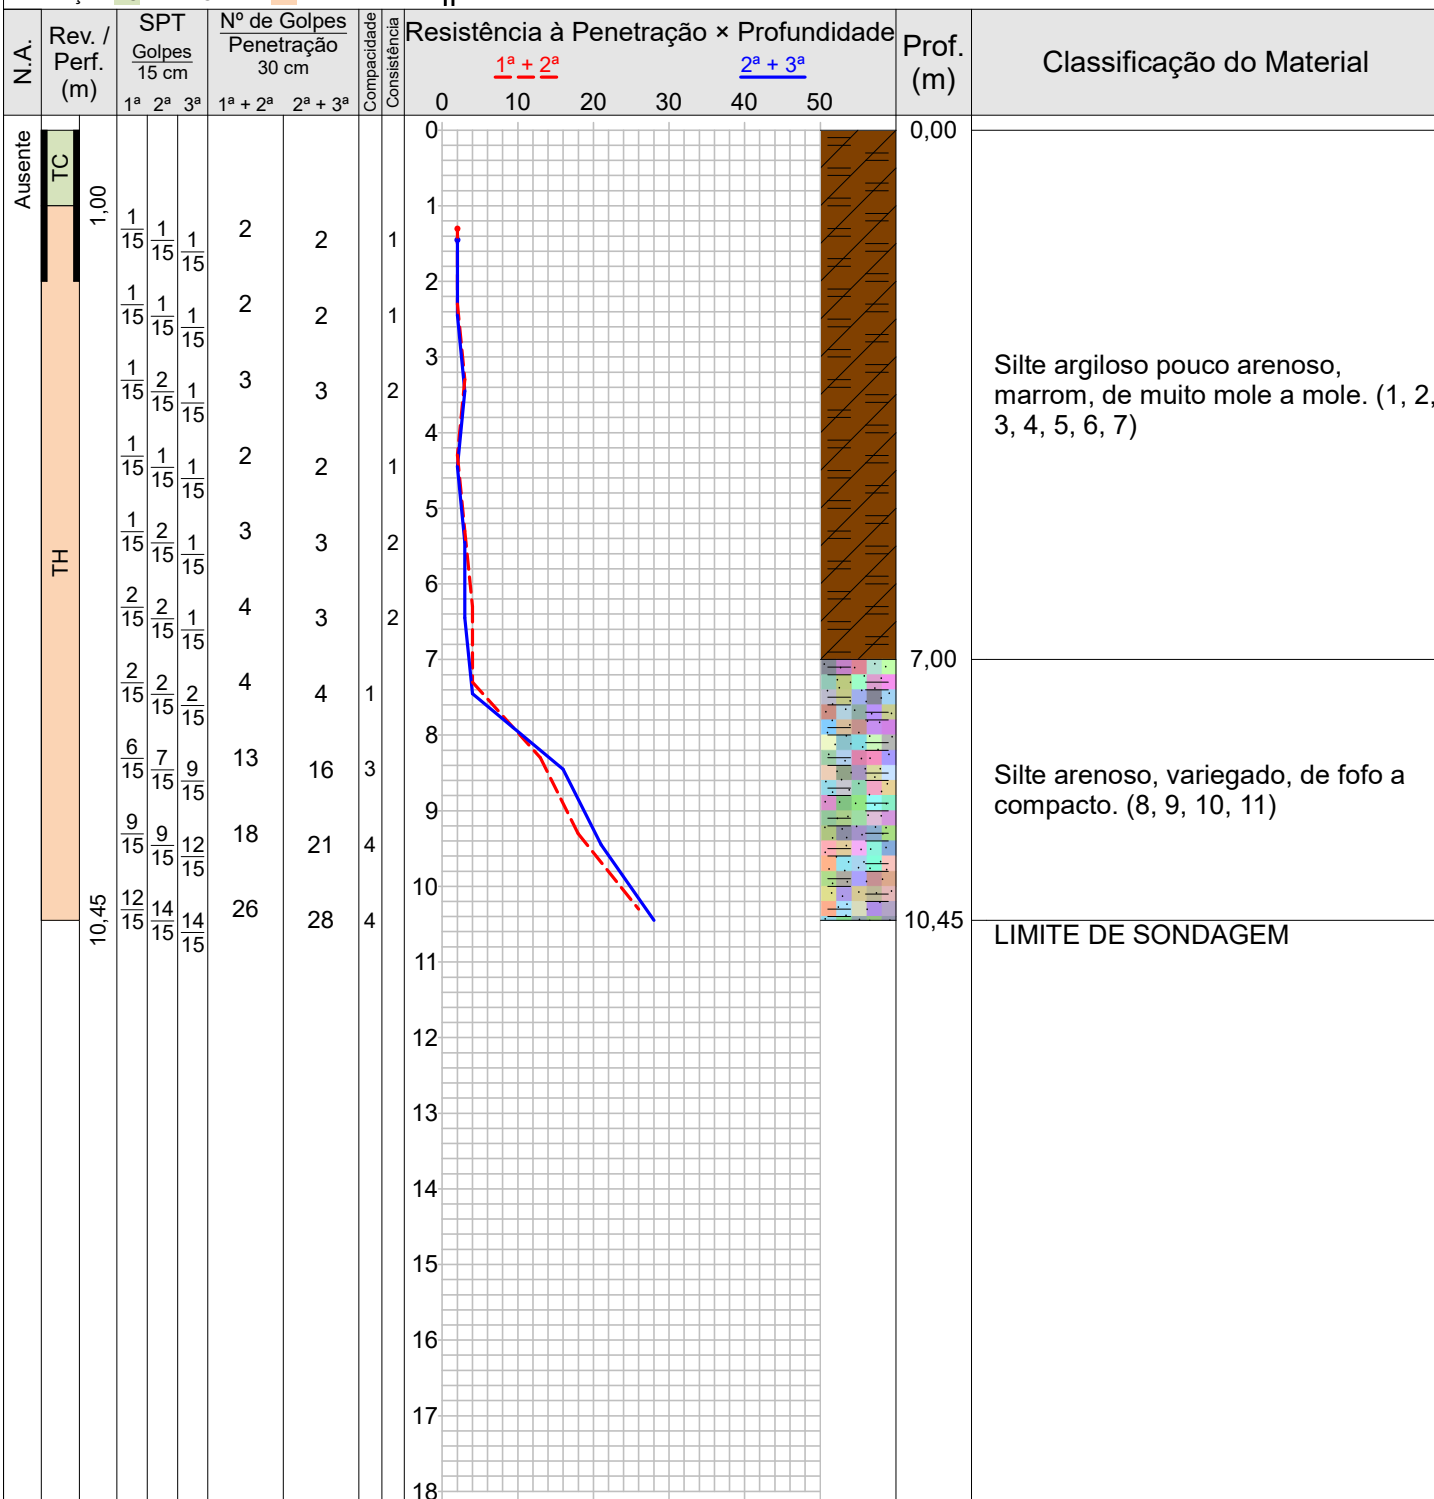 N.A.
Rev. /
Perf.
(m)
SPT
Golpes
15 cm
1ª 2ª 3ª
Nº de Golpes
Penetração
30 cm
1ª + 2ª 2ª + 3ª
Compacidade
Consistência
Resistência à Penetração × Profundidade
1ª + 2ª 2ª + 3ª
0 10 20 30 40 50
Prof.
(m)
Classificação do Material
Ausente
TC
1,00
TH
10,45
1/15 1/15 1/15 2 2 1
1/15 1/15 1/15 2 2 1
1/15 2/15 1/15 3 3 2
1/15 1/15 1/15 2 2 1
1/15 2/15 1/15 3 3 2
2/15 2/15 1/15 4 3 2
2/15 2/15 2/15 4 4 1
6/15 7/15 9/15 13 16 3
9/15 9/15 12/15 18 21 4
12/15 14/15 14/15 26 28 4
0
1
2
3
4
5
6
7
8
9
10
11
12
13
14
15
16
17
18
0,00
7,00
10,45
Silte argiloso pouco arenoso,
marrom, de muito mole a mole. (1, 2,
3, 4, 5, 6, 7)
Silte arenoso, variegado, de fofo a
compacto. (8, 9, 10, 11)
LIMITE DE SONDAGEM